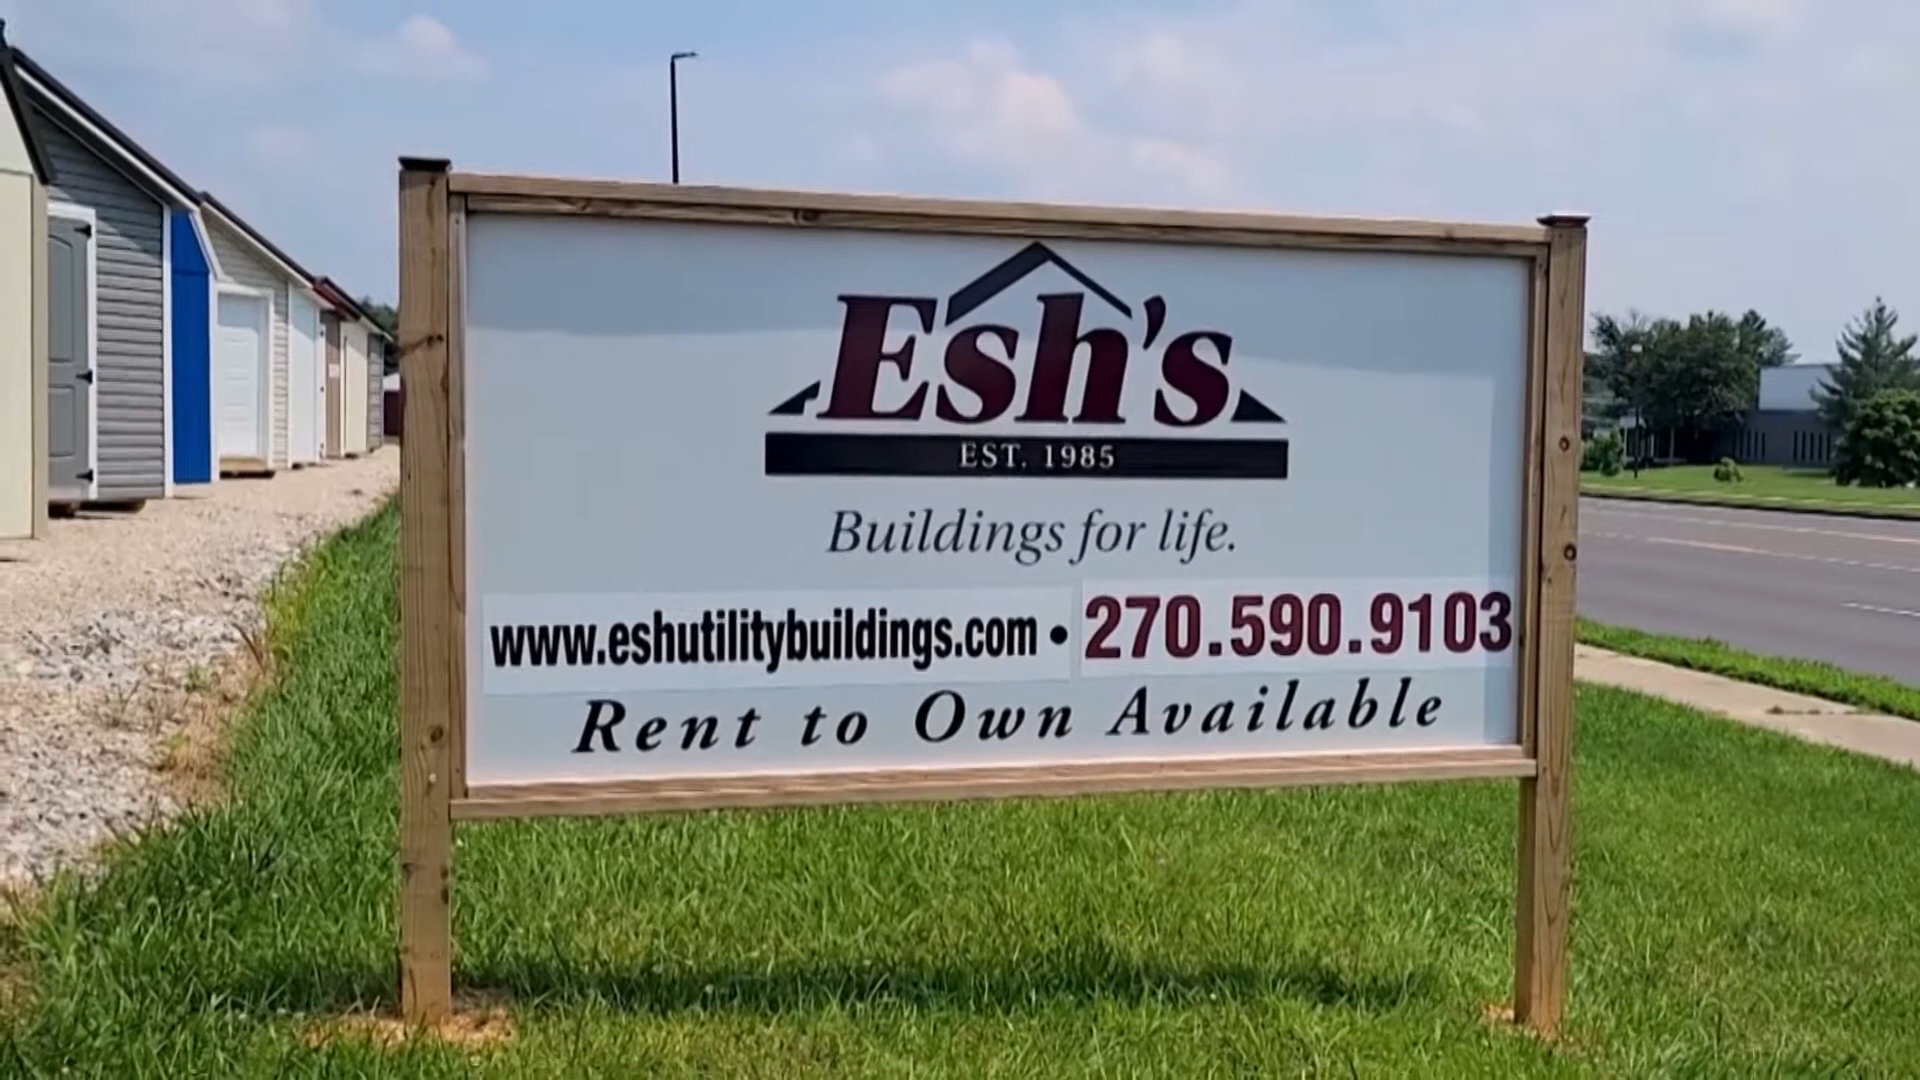 Esh's
EST. 1985
Buildings for life.
www.eshutilitybuildings.com • 270.590.9103
Rent to Own Available